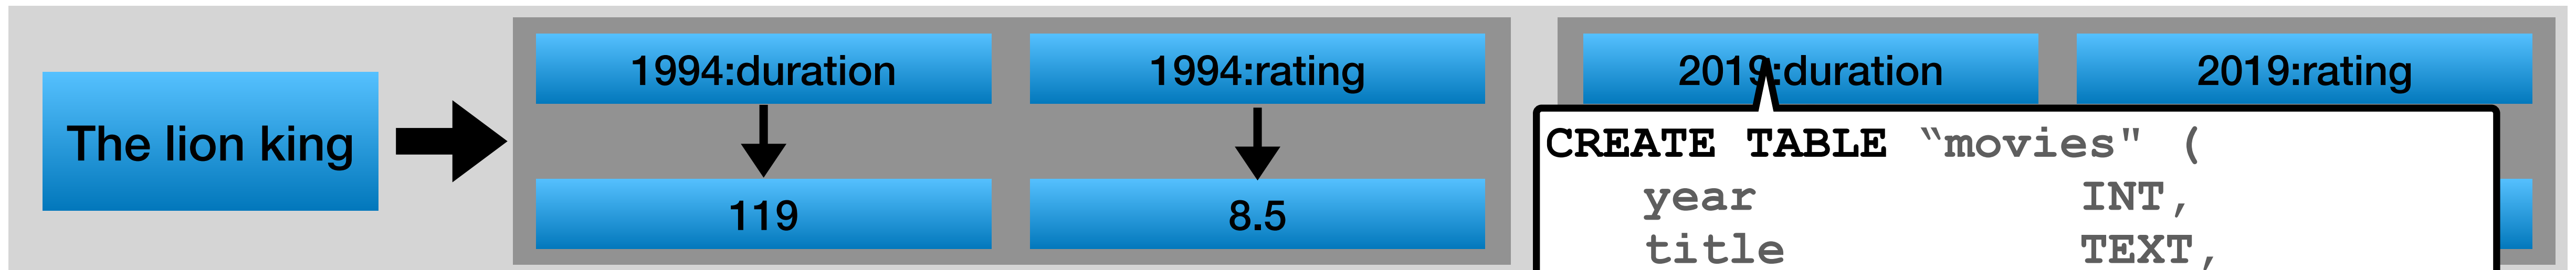 The lion king
1994:duration
1994:rating
119
8.5
2019:duration
2019:rating
CREATE TABLE “movies" (
year INT,
title TEXT,